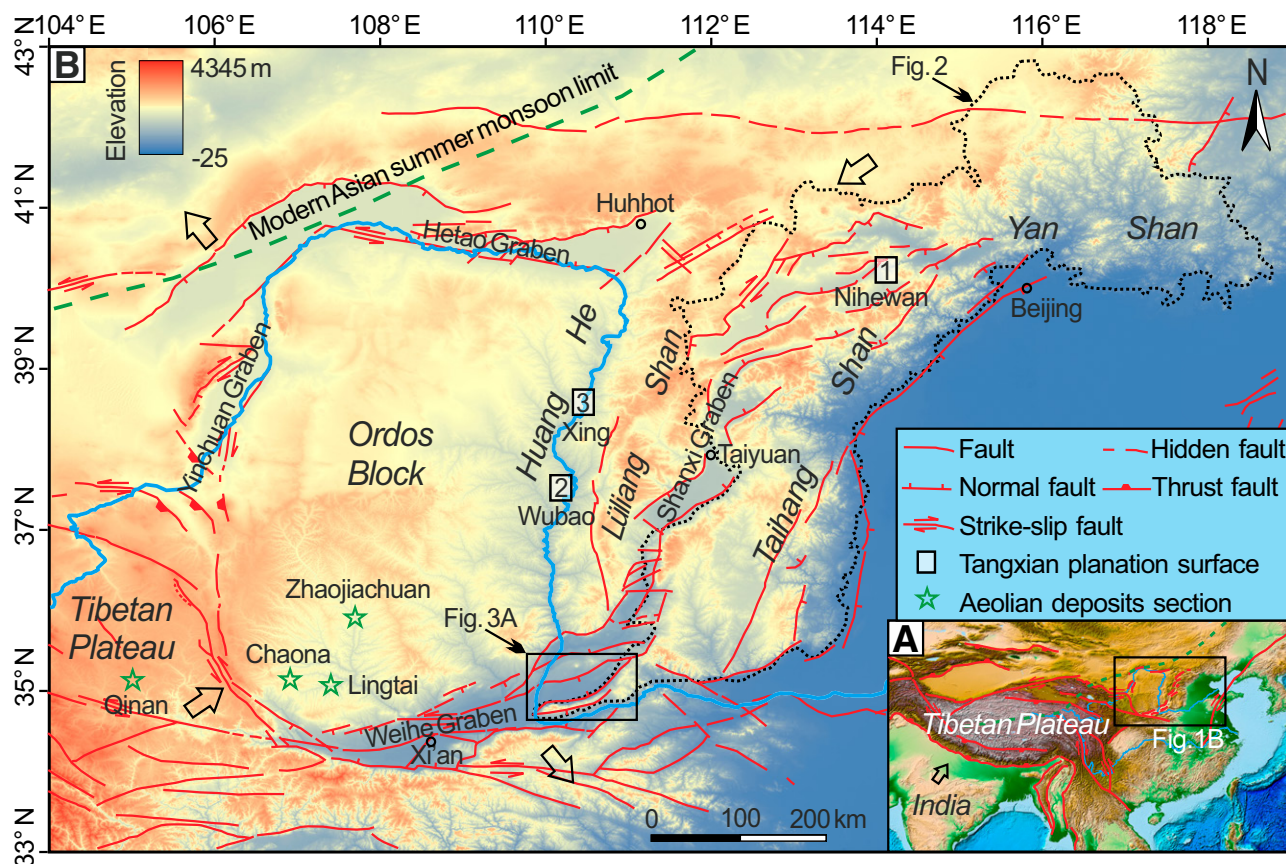 104° E
106° E
108° E
110° E
112° E
114° E
116° E
118° E
43° N
41° N
39° N
37° N
35° N
33° N
B
4345 m
Elevation
-25
Modern Asian summer monsoon limit
Fig. 2
N
Huhhot
Hetao Graben
Yan
Shan
1
Nihewan
Beijing
He
Shan
Shan
Yinchuan Graben
3
Xing
Huang
Ordos
Block
Shanxi Graben
Taiyuan
2
Wubao
Lüliang
Taihang
Fault
Hidden fault
Normal fault
Thrust fault
Strike-slip fault
Tangxian planation surface
Aeolian deposits section
Zhaojiachuan
Fig. 3A
Tibetan
Plateau
Chaona
Lingtai
Qinan
Weihe Graben
Xi'an
0
100
200 km
A
Tibetan Plateau
Fig. 1B
India